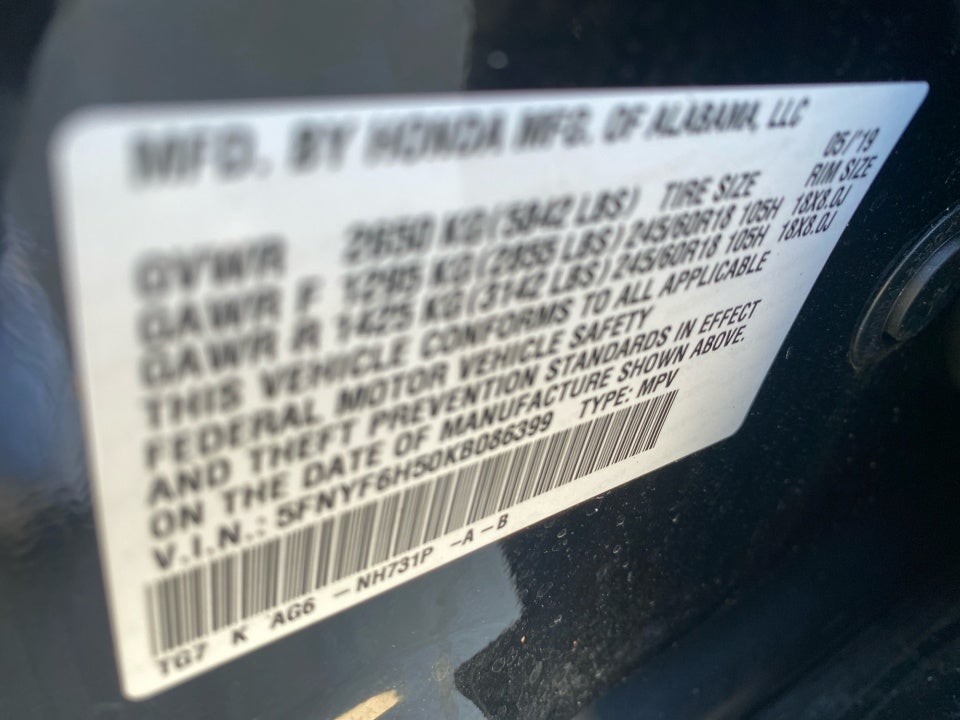 MFD. BY HONDA MFG. OF ALABAMA, LLC 05/'19
GVWR 2650 KG (5842 LBS) TIRE SIZE RIM SIZE
GAWR F 1295 KG (2855 LBS) 245/60R18 105H 18X8.0J
GAWR R 1425 KG (3142 LBS) 245/60R18 105H 18X8.0J
THIS VEHICLE CONFORMS TO ALL APPLICABLE
FEDERAL MOTOR VEHICLE SAFETY
AND THEFT PREVENTION STANDARDS IN EFFECT
ON THE DATE OF MANUFACTURE SHOWN ABOVE.
V.I.N.: 5FNYF6H50KB086399 TYPE: MPV
TG7 K AG6 -NH731P -A-B